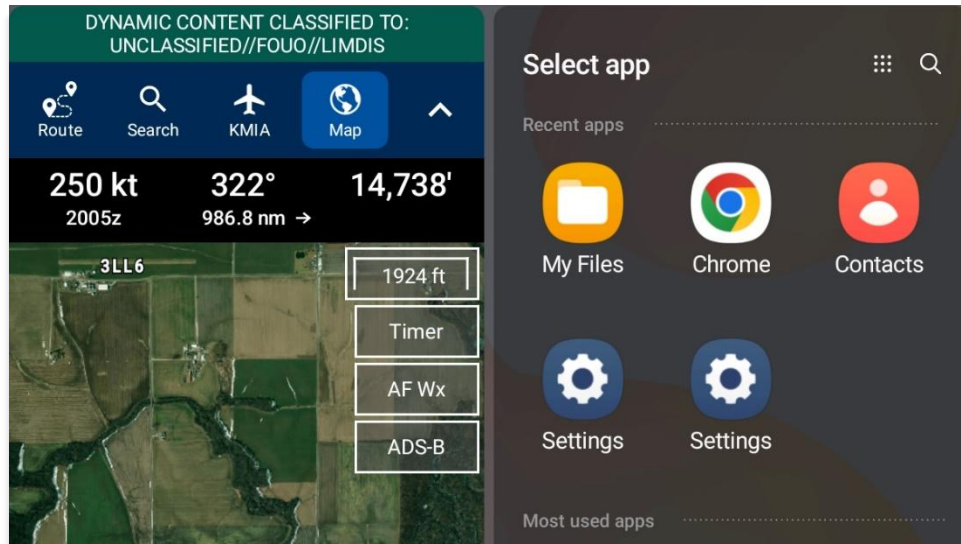 DYNAMIC CONTENT CLASSIFIED TO:
UNCLASSIFIED//FOUO//LIMDIS
Route Search KMIA Map
250 kt 322° 14,738'
2005z 986.8 nm →
3LL6
1924 ft
Timer
AF Wx
ADS-B
Select app
Recent apps
My Files Chrome Contacts
Settings Settings
Most used apps